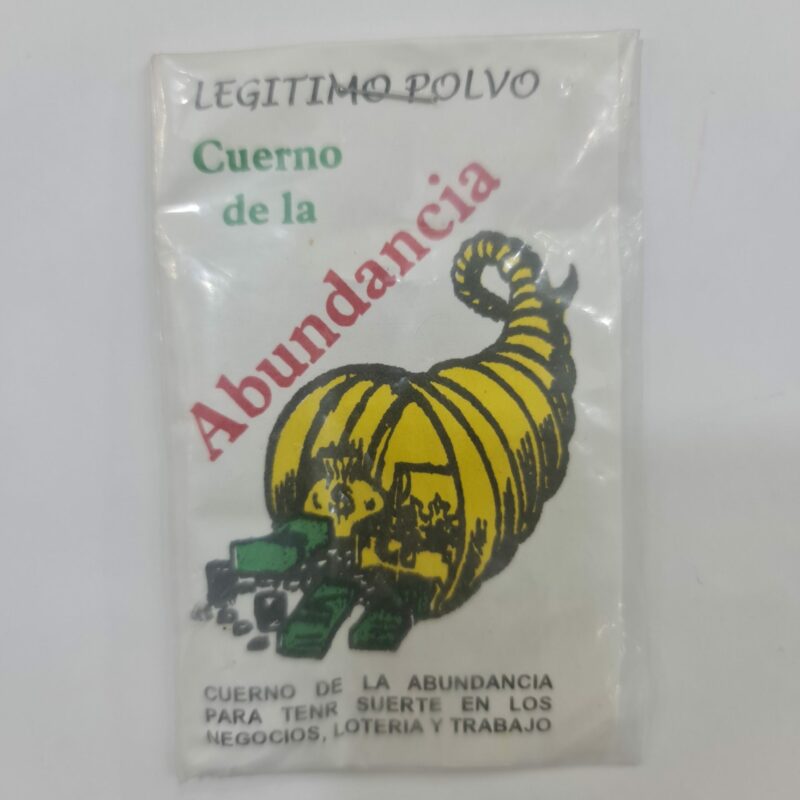 LEGITIMO POLVO
Cuerno
de la
Abundancia
CUERNO DE LA ABUNDANCIA
PARA TENR SUERTE EN LOS
NEGOCIOS, LOTERIA Y TRABAJO